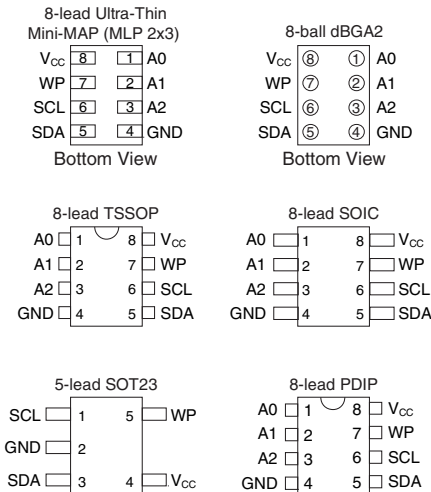 8-lead Ultra-Thin
Mini-MAP (MLP 2x3)
VCC 8 1 A0
WP 7 2 A1
SCL 6 3 A2
SDA 5 4 GND
Bottom View
8-ball dBGA2
VCC 8 1 A0
WP 7 2 A1
SCL 6 3 A2
SDA 5 4 GND
Bottom View
8-lead TSSOP
A0 1 8 VCC
A1 2 7 WP
A2 3 6 SCL
GND 4 5 SDA
8-lead SOIC
A0 1 8 VCC
A1 2 7 WP
A2 3 6 SCL
GND 4 5 SDA
5-lead SOT23
SCL 1 5 WP
GND 2
SDA 3 4 VCC
8-lead PDIP
A0 1 8 VCC
A1 2 7 WP
A2 3 6 SCL
GND 4 5 SDA